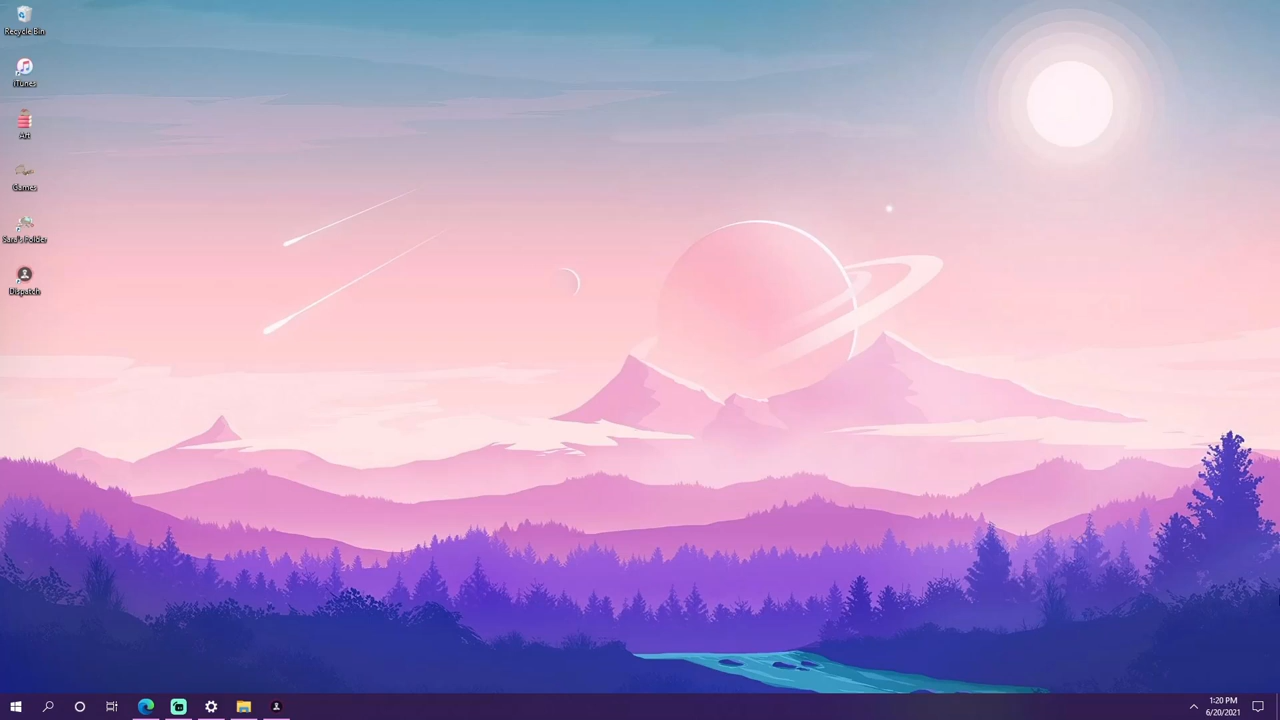 Recycle Bin
iTunes
Art
Games
Sara's Folder
Dispatch
1:20 PM
6/20/2021